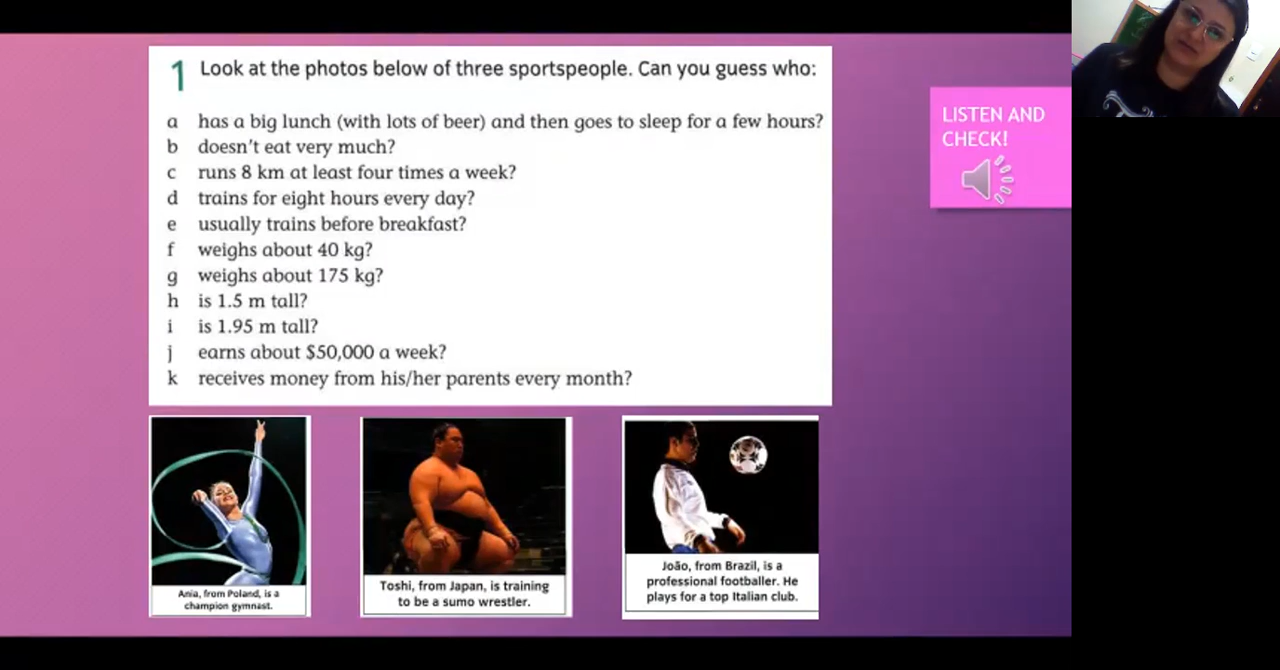 1 Look at the photos below of three sportspeople. Can you guess who:
a has a big lunch (with lots of beer) and then goes to sleep for a few hours?
b doesn't eat very much?
c runs 8 km at least four times a week?
d trains for eight hours every day?
e usually trains before breakfast?
f weighs about 40 kg?
g weighs about 175 kg?
h is 1.5 m tall?
i is 1.95 m tall?
j earns about $50,000 a week?
k receives money from his/her parents every month?
LISTEN AND
CHECK!
Ania, from Poland, is a
champion gymnast.
Toshi, from Japan, is training
to be a sumo wrestler.
João, from Brazil, is a
professional footballer. He
plays for a top Italian club.